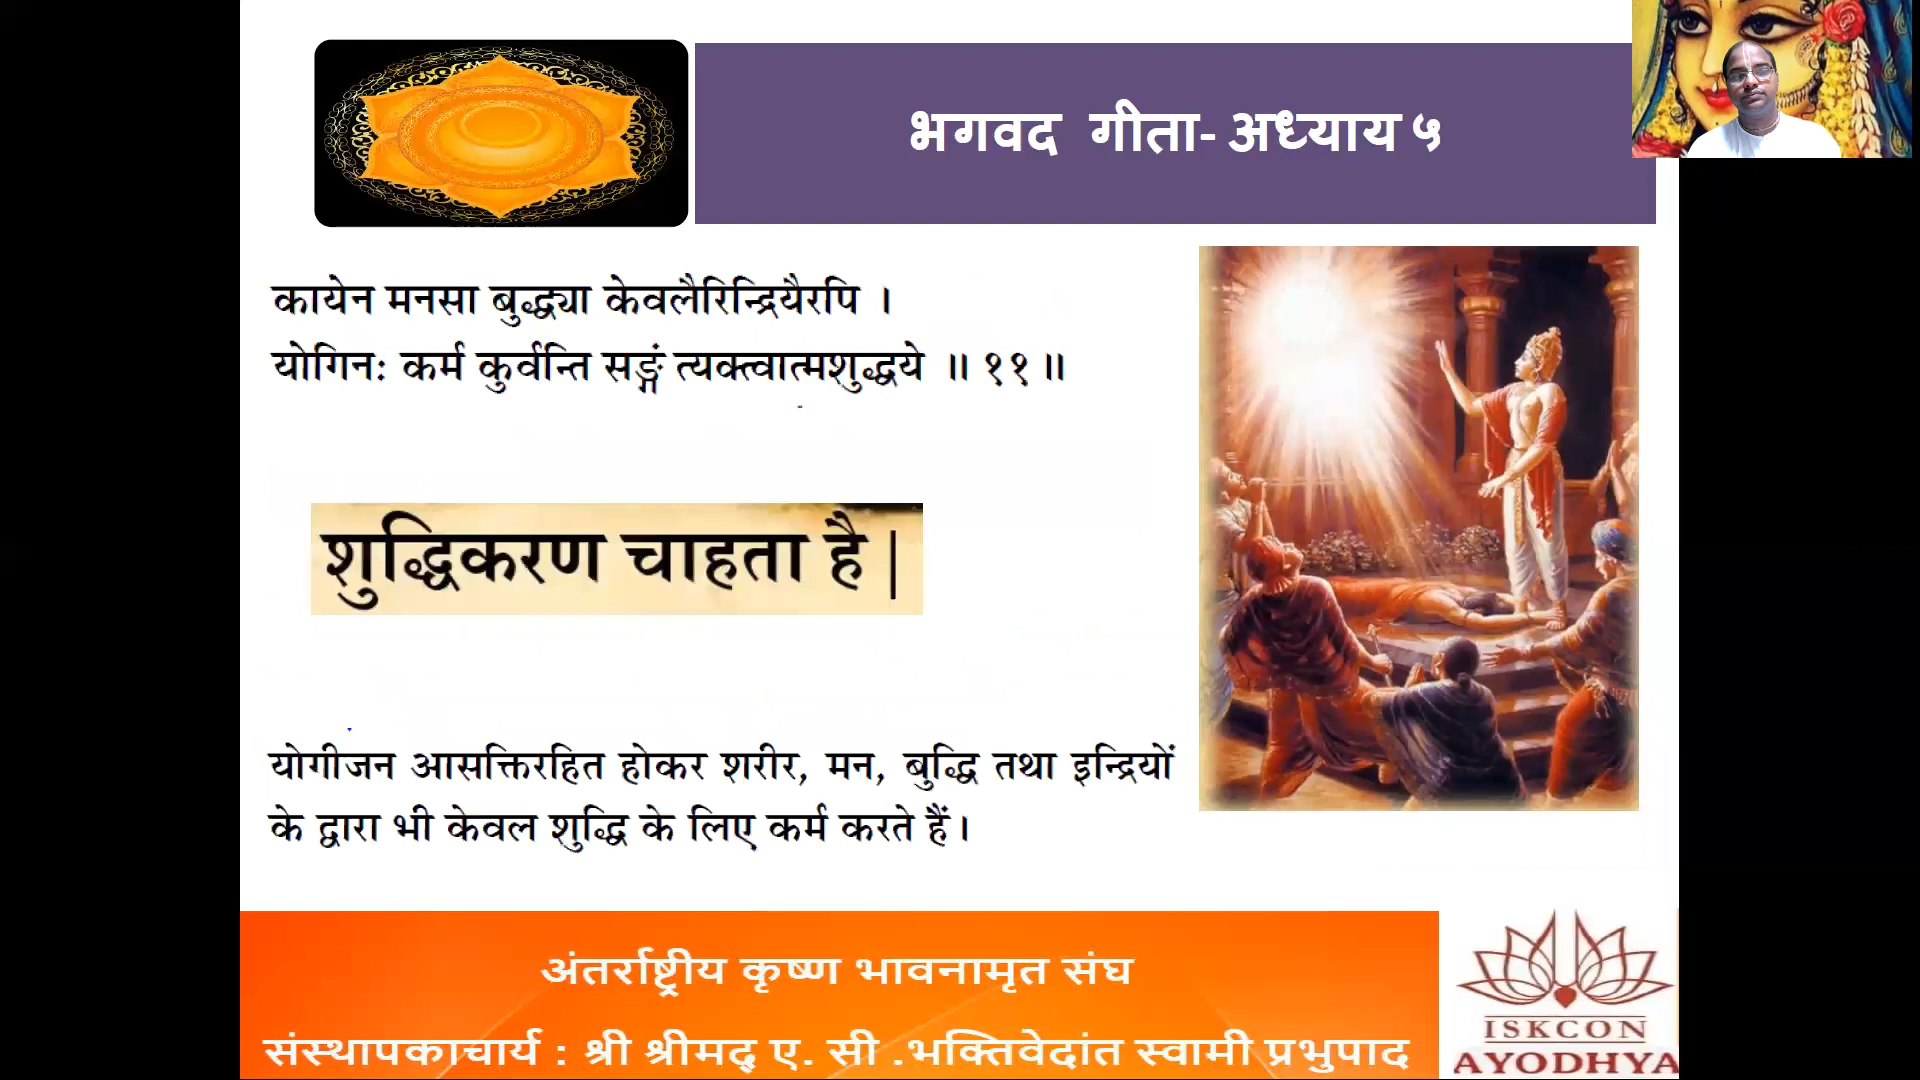 भगवद गीता- अध्याय ५
कायेन मनसा बुद्ध्या केवलैरिन्द्रियैरपि ।
योगिनः कर्म कुर्वन्ति सङ्गं त्यक्त्वात्मशुद्धये ॥ ११॥
शुद्धिकरण चाहता है |
योगीजन आसक्तिरहित होकर शरीर, मन, बुद्धि तथा इन्द्रियों
के द्वारा भी केवल शुद्धि के लिए कर्म करते हैं।
अंतर्राष्ट्रीय कृष्ण भावनामृत संघ
संस्थापकाचार्य : श्री श्रीमद् ए. सी .भक्तिवेदांत स्वामी प्रभुपाद
ISKCON
AYODHYA